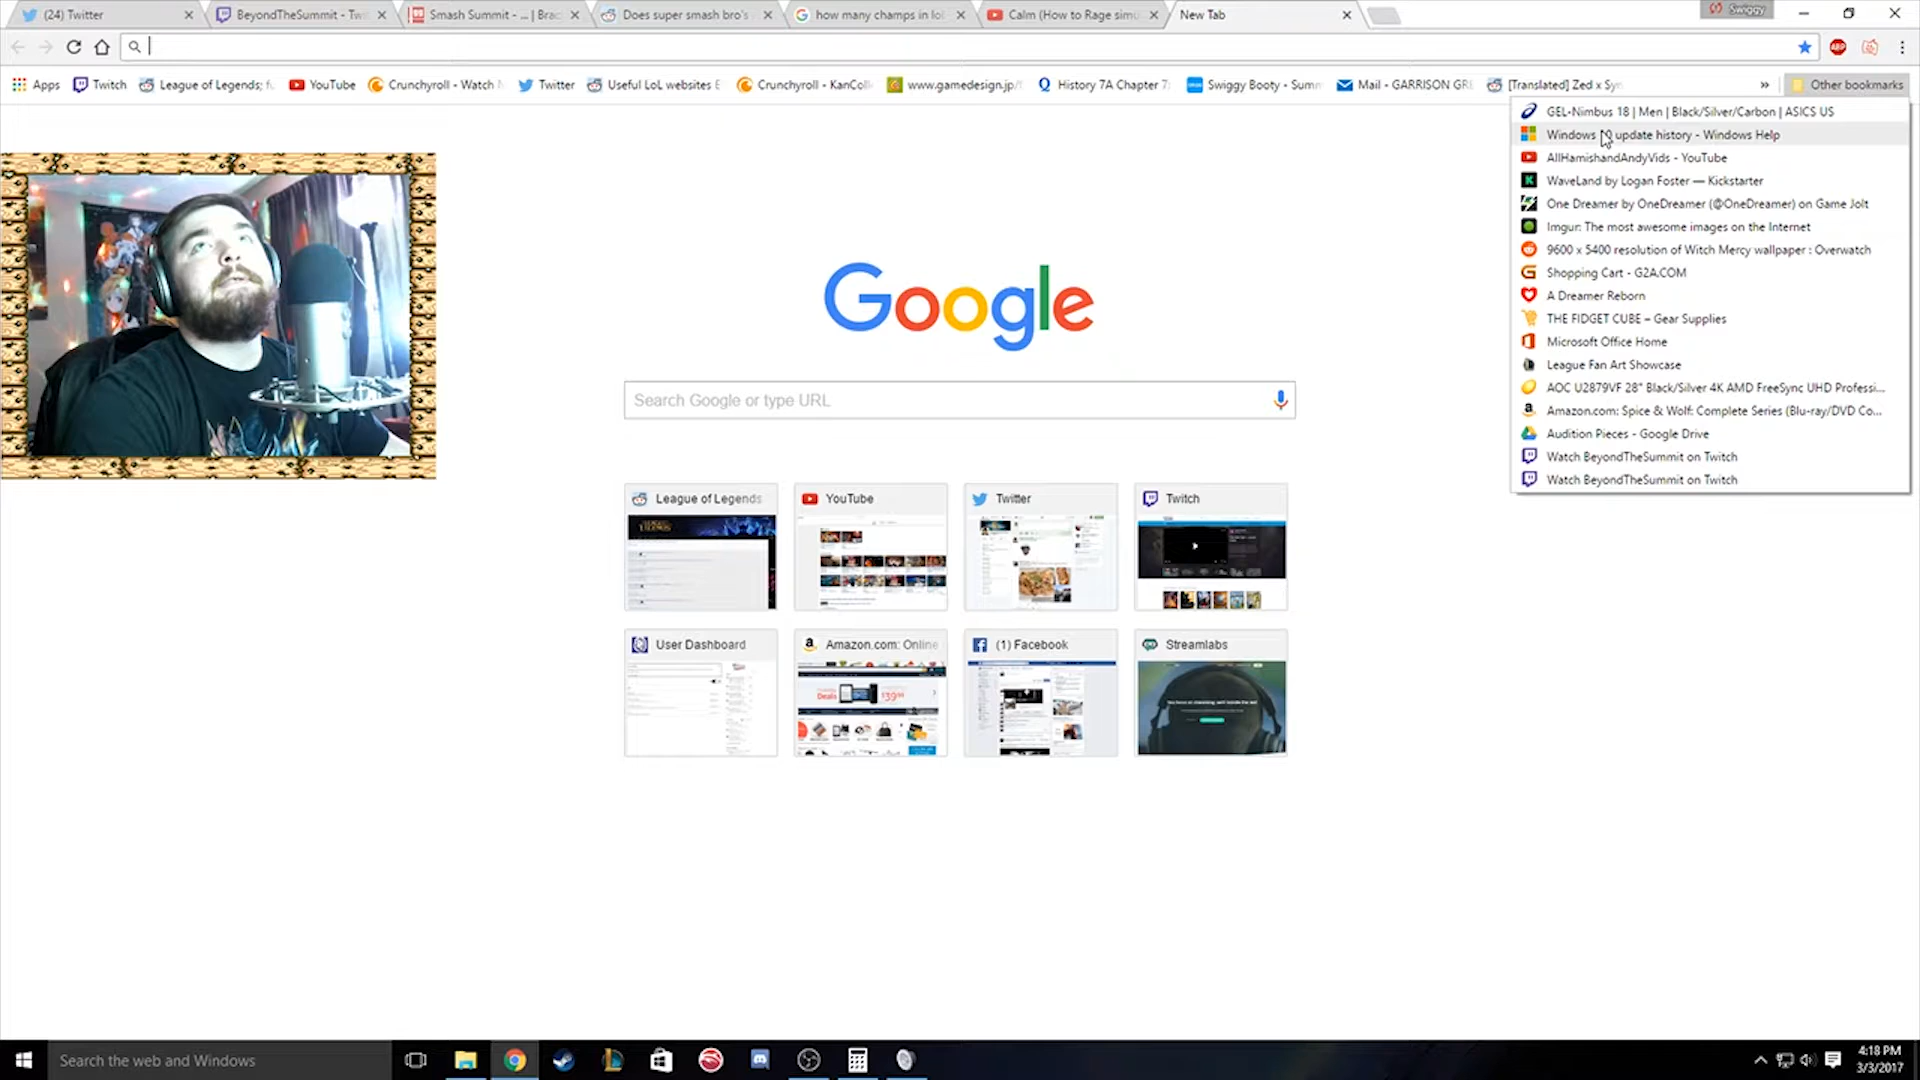 (24) Twitter
BeyondTheSummit - Twi
Smash Summit - ... | Brac
Does super smash bro's
how many champs in lol
Calm (How to Rage simu
New Tab
Swiggy
Apps
Twitch
League of Legends; fu
YouTube
Crunchyroll - Watch N
Twitter
Useful LoL websites E
Crunchyroll - KanColl
www.gamedesign.jp/f
History 7A Chapter 7:
Swiggy Booty - Summ
Mail - GARRISON GRE
[Translated] Zed x Syn
»
Other bookmarks
ABP
GEL-Nimbus 18 | Men | Black/Silver/Carbon | ASICS US
Windows 10 update history - Windows Help
AllHamishandAndyVids - YouTube
WaveLand by Logan Foster — Kickstarter
One Dreamer by OneDreamer (@OneDreamer) on Game Jolt
Imgur: The most awesome images on the Internet
9600 x 5400 resolution of Witch Mercy wallpaper : Overwatch
Shopping Cart - G2A.COM
A Dreamer Reborn
THE FIDGET CUBE – Gear Supplies
Microsoft Office Home
League Fan Art Showcase
AOC U2879VF 28" Black/Silver 4K AMD FreeSync UHD Professi...
Amazon.com: Spice & Wolf: Complete Series (Blu-ray/DVD Co...
Audition Pieces - Google Drive
Watch BeyondTheSummit on Twitch
Watch BeyondTheSummit on Twitch
Google
Search Google or type URL
League of Legends
YouTube
Twitter
Twitch
User Dashboard
Amazon.com: Online
(1) Facebook
Streamlabs
Deals
Search the web and Windows
4:18 PM
3/3/2017